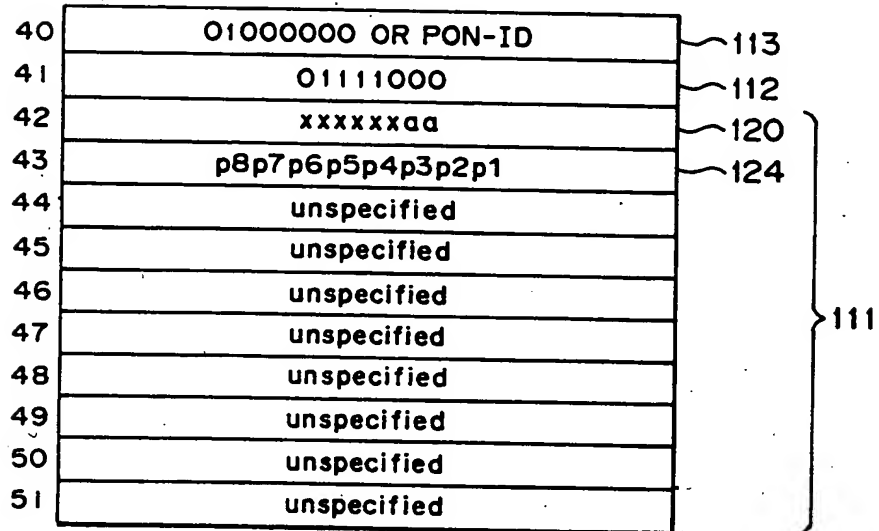 40 01000000 OR PON-ID 113
41 01111000 112
42 xxxxxxaa 120
43 p8p7p6p5p4p3p2p1 124
44 unspecified
45 unspecified
46 unspecified
47 unspecified 111
48 unspecified
49 unspecified
50 unspecified
51 unspecified